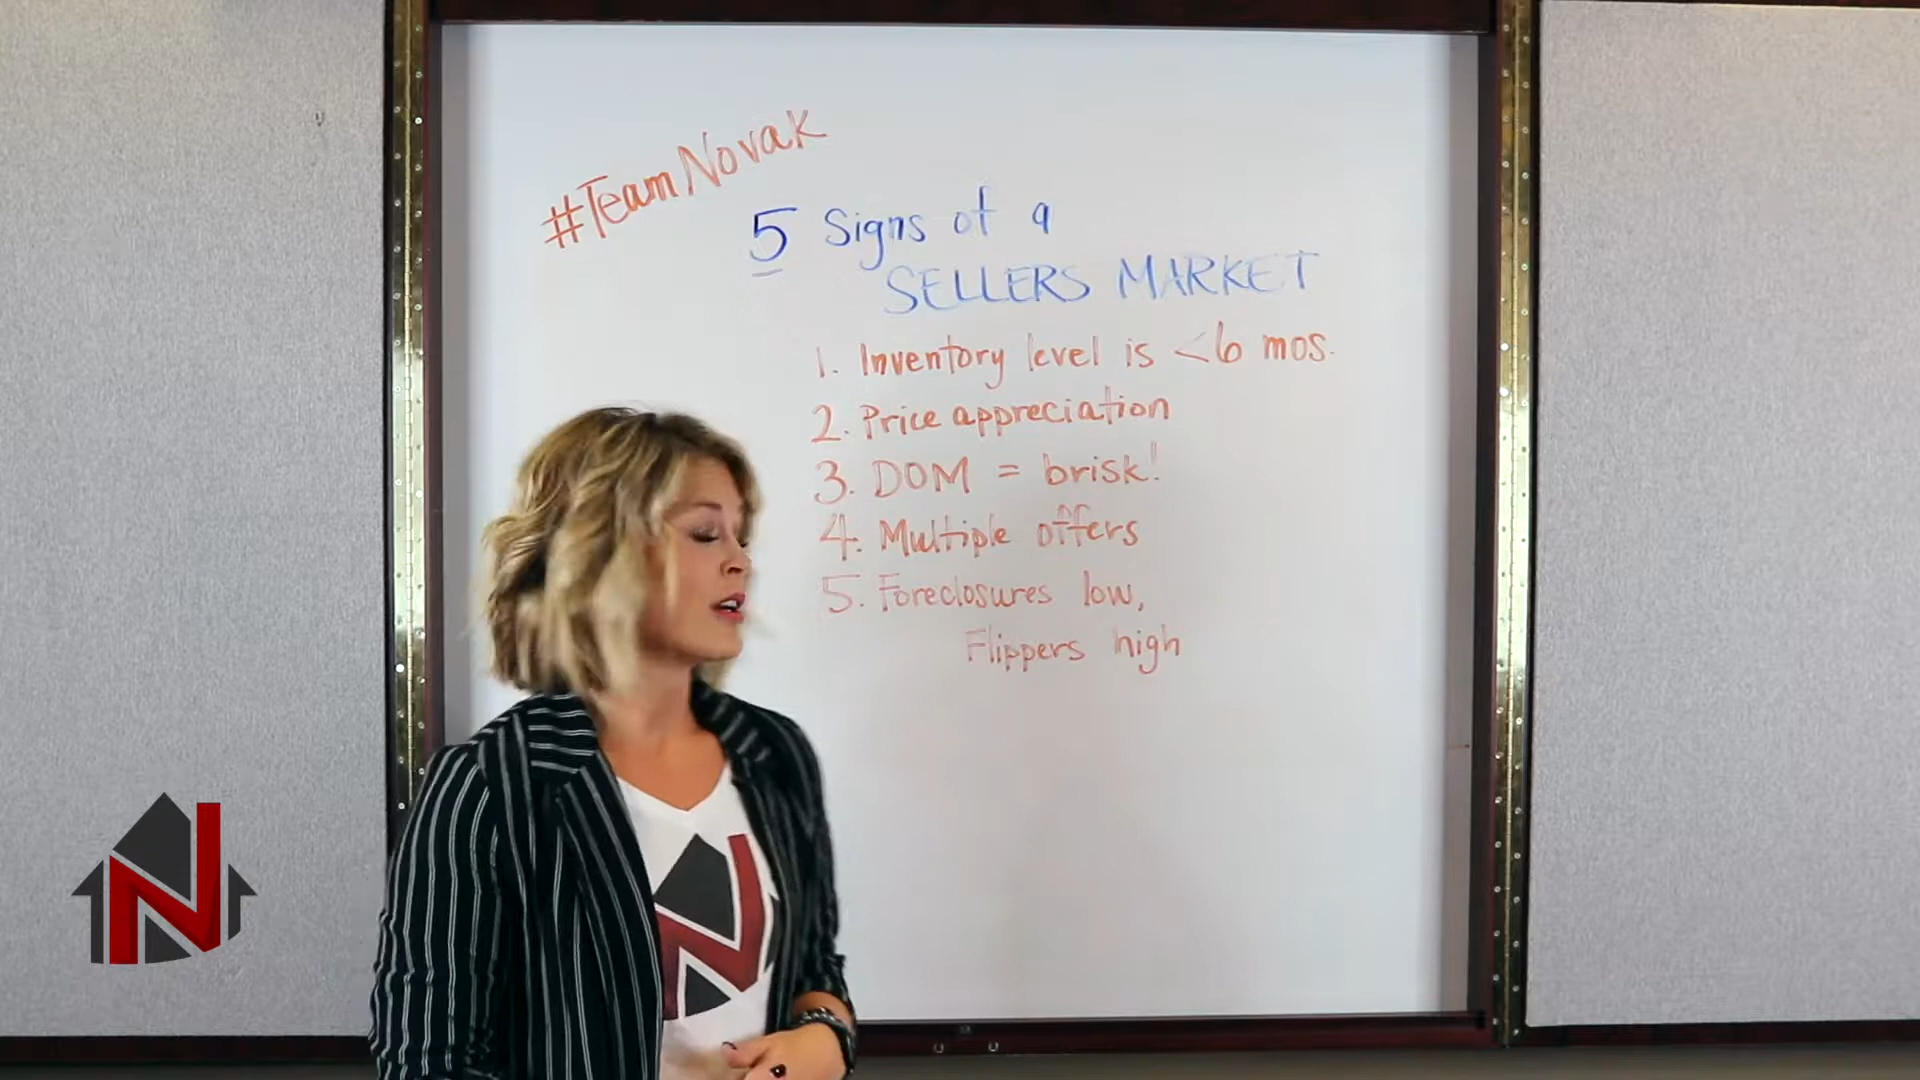 #TeamNovak
5 Signs of a
SELLERS MARKET
1. Inventory level is <6 mos.
2. Price appreciation
3. DOM = brisk!
4. Multiple offers
5. Foreclosures low,
Flippers high
N
N